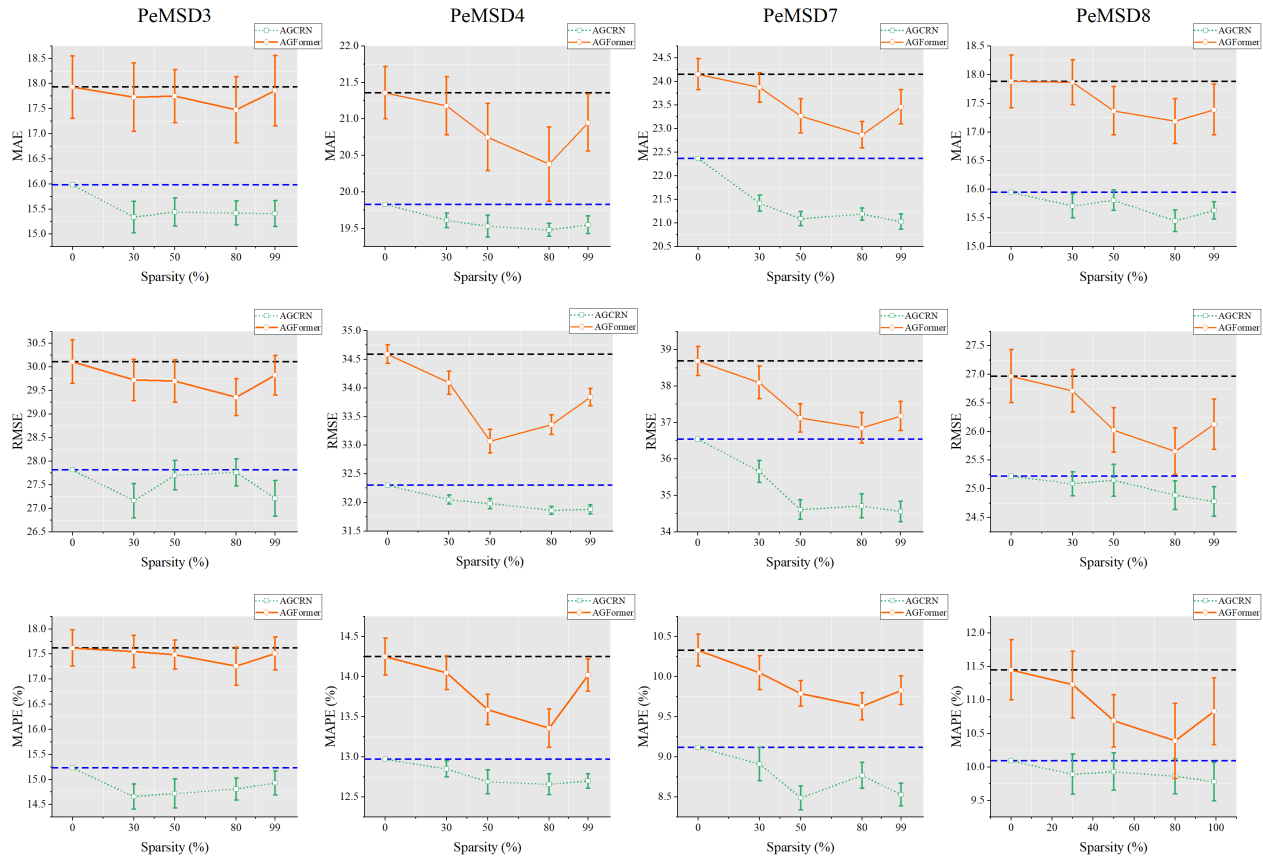 PeMSD3
PeMSD4
PeMSD7
PeMSD8
AGCRN
AGFormer
MAE
18.5
18.0
17.5
17.0
16.5
16.0
15.5
15.0
0 30 50 80 99
Sparsity (%)
AGCRN
AGFormer
MAE
22.0
21.5
21.0
20.5
20.0
19.5
0 30 50 80 99
Sparsity (%)
AGCRN
AGFormer
MAE
24.5
24.0
23.5
23.0
22.5
22.0
21.5
21.0
20.5
0 30 50 80 99
Sparsity (%)
AGCRN
AGFormer
MAE
18.5
18.0
17.5
17.0
16.5
16.0
15.5
15.0
0 30 50 80 99
Sparsity (%)
AGCRN
AGFormer
RMSE
30.5
30.0
29.5
29.0
28.5
28.0
27.5
27.0
26.5
0 30 50 80 99
Sparsity (%)
AGCRN
AGFormer
RMSE
35.0
34.5
34.0
33.5
33.0
32.5
32.0
31.5
0 30 50 80 99
Sparsity (%)
AGCRN
AGFormer
RMSE
39
38
37
36
35
34
0 30 50 80 99
Sparsity (%)
AGCRN
AGFormer
RMSE
27.5
27.0
26.5
26.0
25.5
25.0
24.5
0 30 50 80 99
Sparsity (%)
AGCRN
AGFormer
MAPE (%)
18.0
17.5
17.0
16.5
16.0
15.5
15.0
14.5
0 30 50 80 99
Sparsity (%)
AGCRN
AGFormer
MAPE (%)
14.5
14.0
13.5
13.0
12.5
0 30 50 80 99
Sparsity (%)
AGCRN
AGFormer
MAPE (%)
10.5
10.0
9.5
9.0
8.5
0 30 50 80 99
Sparsity (%)
AGCRN
AGFormer
MAPE (%)
12.0
11.5
11.0
10.5
10.0
9.5
0 20 40 60 80 100
Sparsity (%)